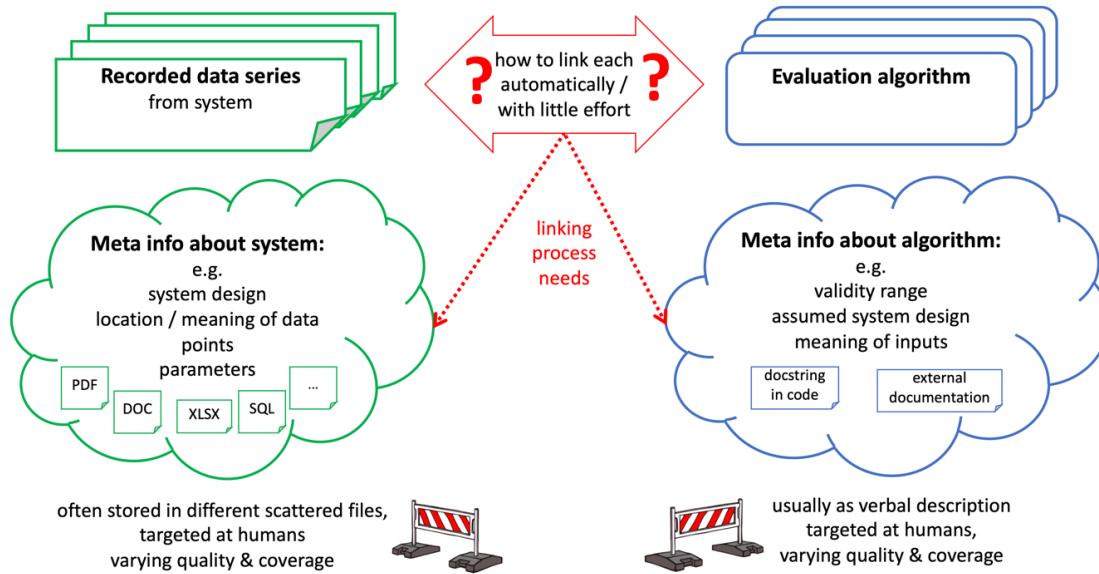 Recorded data series
from system
?
how to link each
automatically /
with little effort
?
Evaluation algorithm
linking
process
needs
Meta info about system:
e.g.
system design
location / meaning of data
points
parameters
PDF
DOC
XLSX
SQL
...
Meta info about algorithm:
e.g.
validity range
assumed system design
meaning of inputs
docstring
in code
external
documentation
often stored in different scattered files,
targeted at humans
varying quality & coverage
usually as verbal description
targeted at humans,
varying quality & coverage